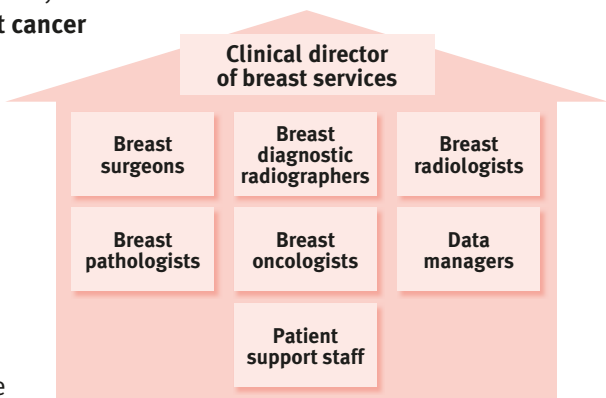 t cancer
Clinical director
of breast services
Breast
surgeons
Breast
diagnostic
radiographers
Breast
radiologists
Breast
pathologists
Breast
oncologists
Data
managers
Patient
support staff
e